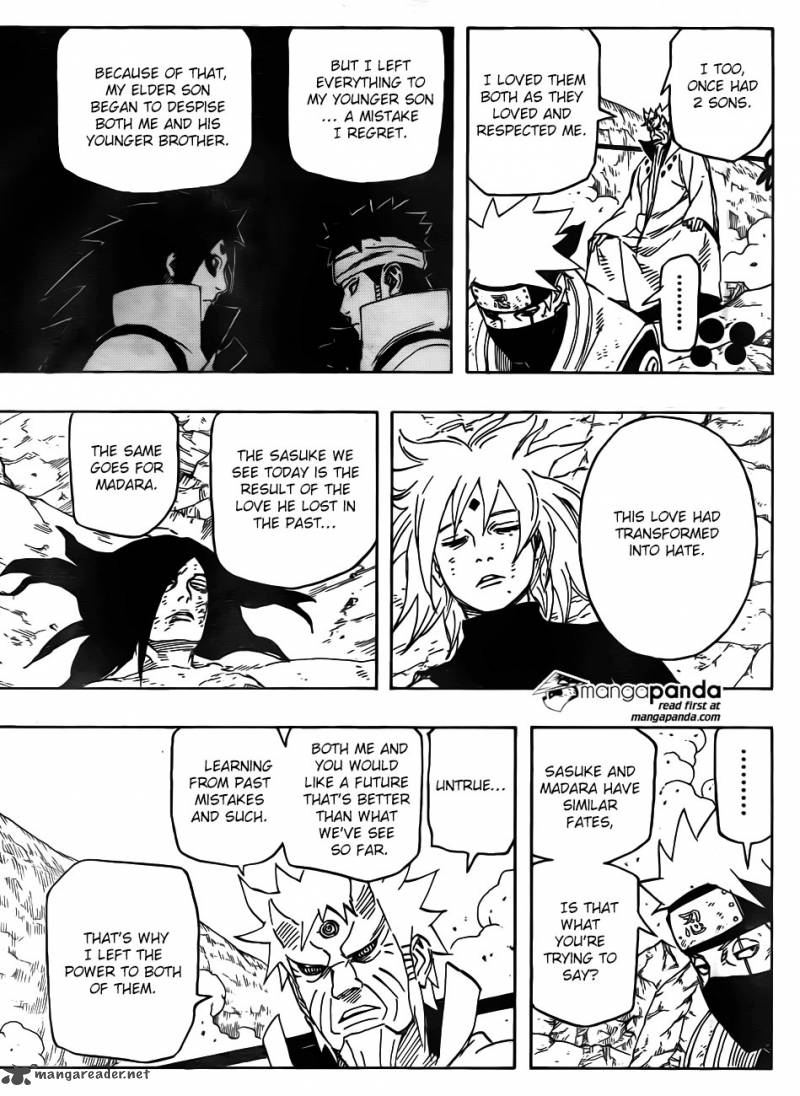 I TOO,
ONCE HAD
2 SONS.
I LOVED THEM
BOTH AS THEY
LOVED AND
RESPECTED ME.
........
忍
BUT I LEFT
EVERYTHING TO
MY YOUNGER SON
... A MISTAKE
I REGRET.
BECAUSE OF THAT,
MY ELDER SON
BEGAN TO DESPISE
BOTH ME AND HIS
YOUNGER BROTHER.
THIS LOVE HAD
TRANSFORMED
INTO HATE.
mangapanda
read first at
mangapanda.com
THE SASUKE WE
SEE TODAY IS THE
RESULT OF THE
LOVE HE LOST IN
THE PAST...
THE SAME
GOES FOR
MADARA.
.........
SASUKE AND
MADARA HAVE
SIMILAR
FATES,
IS THAT
WHAT
YOU'RE
TRYING TO
SAY?
忍
UNTRUE...
BOTH ME AND
YOU WOULD
LIKE A FUTURE
THAT'S BETTER
THAN WHAT
WE'VE SEE
SO FAR.
LEARNING
FROM PAST
MISTAKES
AND SUCH.
THAT'S WHY
I LEFT THE
POWER TO BOTH
OF THEM.
mangareader.net